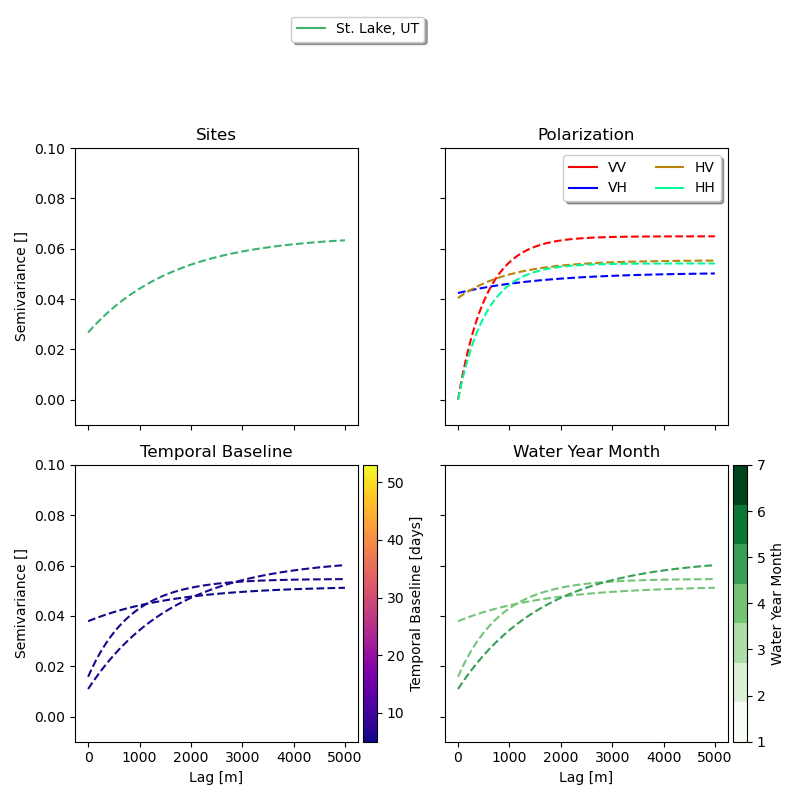 St. Lake, UT
Sites
Polarization
0.10
0.08
0.06
0.04
0.02
0.00
Semivariance []
VV HV
VH HH
Temporal Baseline
Water Year Month
0.10
0.08
0.06
0.04
0.02
0.00
Semivariance []
0 1000 2000 3000 4000 5000
Lag [m]
50
40
30
20
10
Temporal Baseline [days]
0 1000 2000 3000 4000 5000
Lag [m]
7
6
5
4
3
2
1
Water Year Month